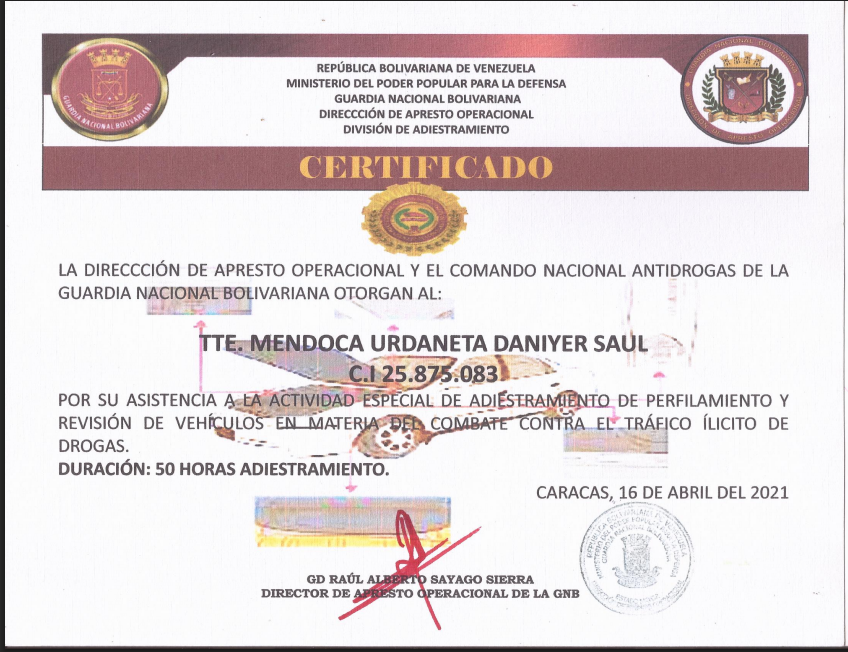 REPÚBLICA BOLIVARIANA DE VENEZUELA
MINISTERIO DEL PODER POPULAR PARA LA DEFENSA
GUARDIA NACIONAL BOLIVARIANA
DIRECCCIÓN DE APRESTO OPERACIONAL
DIVISIÓN DE ADIESTRAMIENTO
GUARDIA NACIONAL BOLIVARIANA
CERTIFICADO
LA DIRECCCIÓN DE APRESTO OPERACIONAL Y EL COMANDO NACIONAL ANTIDROGAS DE LA
GUARDIA NACIONAL BOLIVARIANA OTORGAN AL:
TTE. MENDOCA URDANETA DANIYER SAUL
C.I 25.875.083
POR SU ASISTENCIA A LA ACTIVIDAD ESPECIAL DE ADIESTRAMIENTO DE PERFILAMIENTO Y
REVISIÓN DE VEHÍCULOS EN MATERIA DEL COMBATE CONTRA EL TRÁFICO ÍLICITO DE
DROGAS.
DURACIÓN: 50 HORAS ADIESTRAMIENTO.
CARACAS, 16 DE ABRIL DEL 2021
GD RAÚL ALBERTO SAYAGO SIERRA
DIRECTOR DE APRESTO OPERACIONAL DE LA GNB